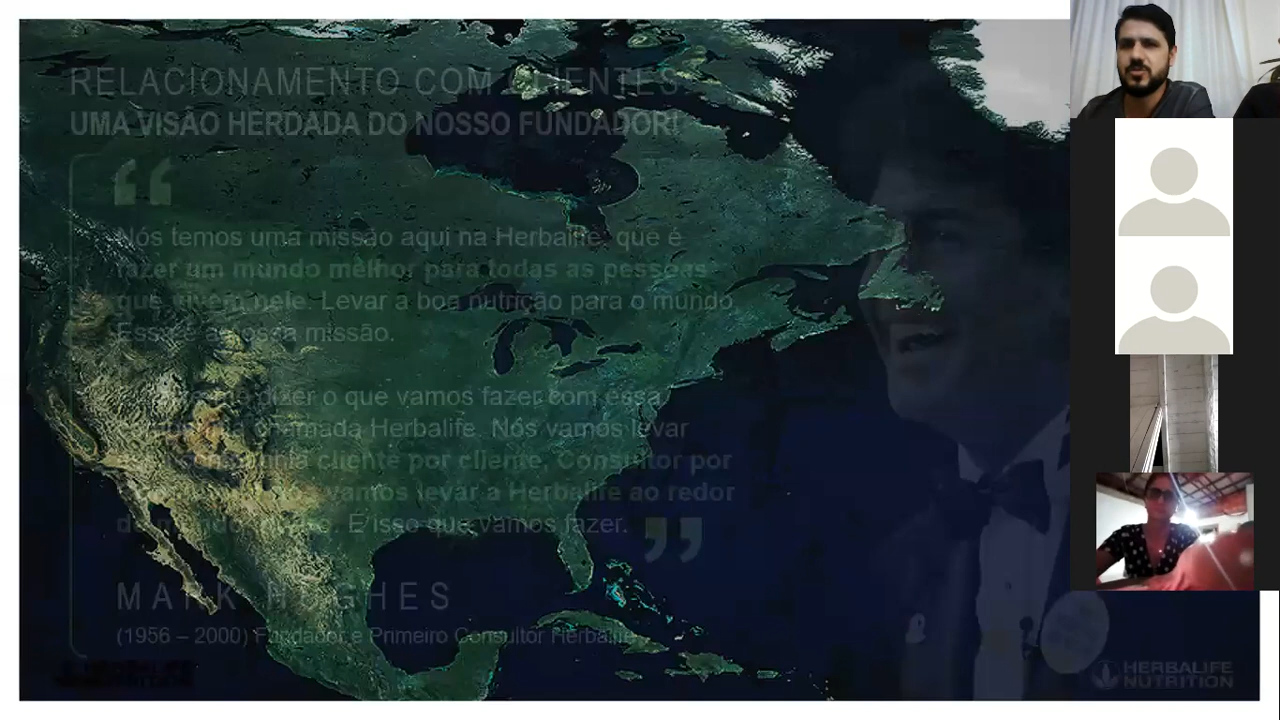 RELACIONAMENTO COM CLIENTES
UMA VISÃO HERDADA DO NOSSO FUNDADOR!
“
Nós temos uma missão aqui na Herbalife, que é
fazer um mundo melhor para todas as pessoas
que vivem nele. Levar a boa nutrição para o mundo.
Essa é a nossa missão.
dizer o que vamos fazer com essa
chamada Herbalife. Nós vamos levar
cliente por cliente, Consultor por
vamos levar a Herbalife ao redor
do mundo. E isso que vamos fazer.
”
MARK HUGHES
(1956 – 2000) Fundador e Primeiro Consultor Herbalife
HERBALIFE
NUTRITION